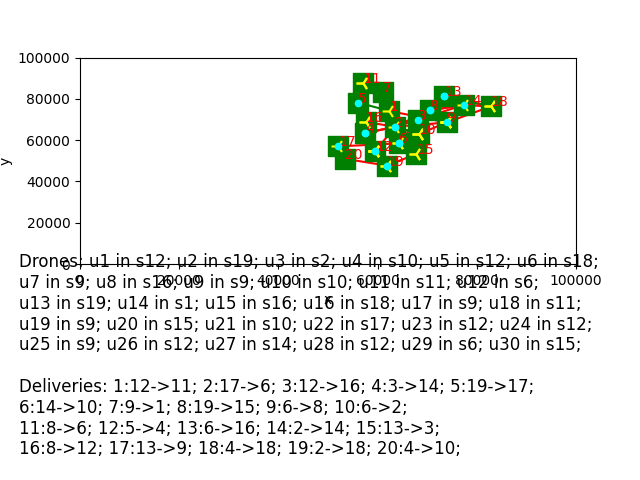 100000
80000
60000
40000
20000
0
y
0 20000 40000 60000 80000 100000
x
Drones: u1 in s12; u2 in s19; u3 in s2; u4 in s10; u5 in s12; u6 in s18;
u7 in s9; u8 in s16; u9 in s9; u10 in s10; u11 in s11; u12 in s6;
u13 in s19; u14 in s1; u15 in s16; u16 in s18; u17 in s9; u18 in s11;
u19 in s9; u20 in s15; u21 in s10; u22 in s17; u23 in s12; u24 in s12;
u25 in s9; u26 in s12; u27 in s14; u28 in s12; u29 in s6; u30 in s15;
Deliveries: 1:12->11; 2:17->6; 3:12->16; 4:3->14; 5:19->17;
6:14->10; 7:9->1; 8:19->15; 9:6->8; 10:6->2;
11:8->6; 12:5->4; 13:6->16; 14:2->14; 15:13->3;
16:8->12; 17:13->9; 18:4->18; 19:2->18; 20:4->10;